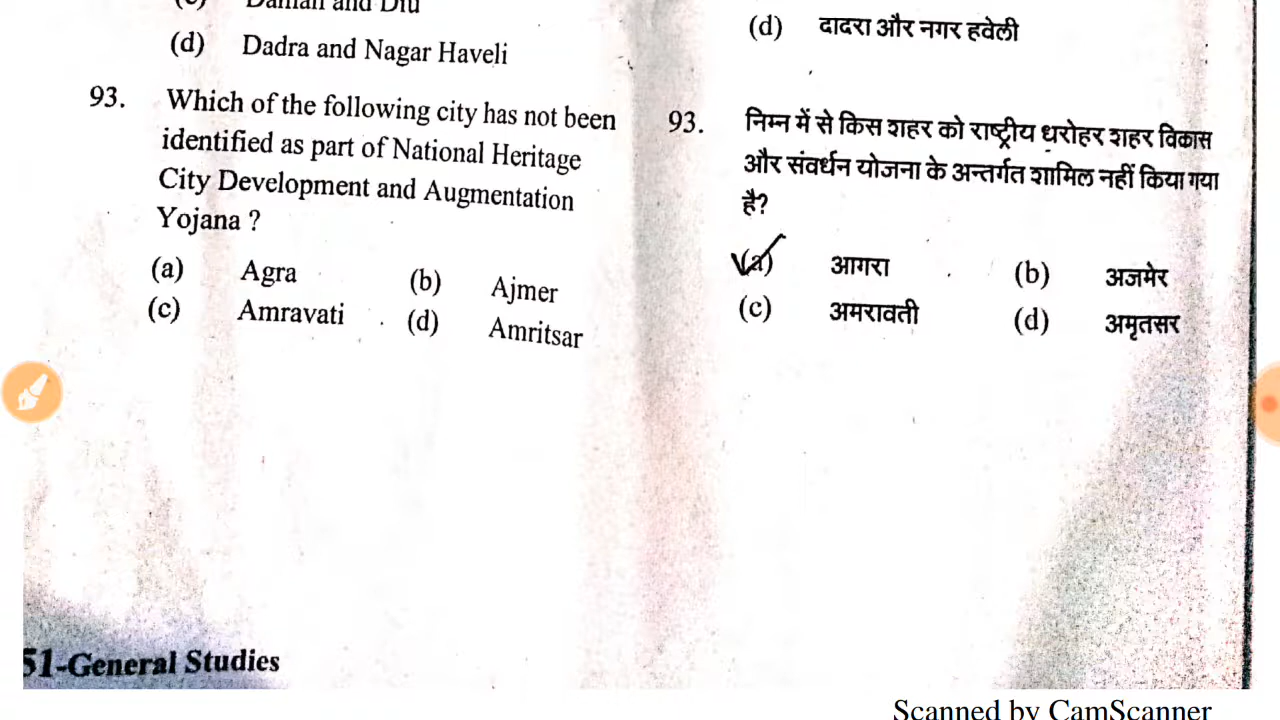 (c) Daman and Diu
(d) Dadra and Nagar Haveli
93. Which of the following city has not been
identified as part of National Heritage
City Development and Augmentation
Yojana ?
(a) Agra (b) Ajmer
(c) Amravati (d) Amritsar
(d) दादरा और नगर हवेली
93. निम्न में से किस शहर को राष्ट्रीय धरोहर शहर विकास
और संवर्धन योजना के अन्तर्गत शामिल नहीं किया गया
है?
(a) आगरा (b) अजमेर
(c) अमरावती (d) अमृतसर
51-General Studies
Scanned by CamScanner